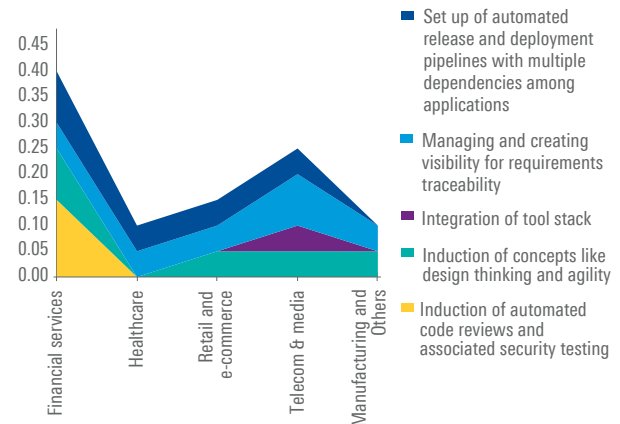 0.45
0.40
0.35
0.30
0.25
0.20
0.15
0.10
0.05
0.00
Financial services
Healthcare
Retail and
e-commerce
Telecom & media
Manufacturing and
Others
Set up of automated
release and deployment
pipelines with multiple
dependencies among
applications
Managing and creating
visibility for requirements
traceability
Integration of tool stack
Induction of concepts like
design thinking and agility
Induction of automated
code reviews and
associated security testing